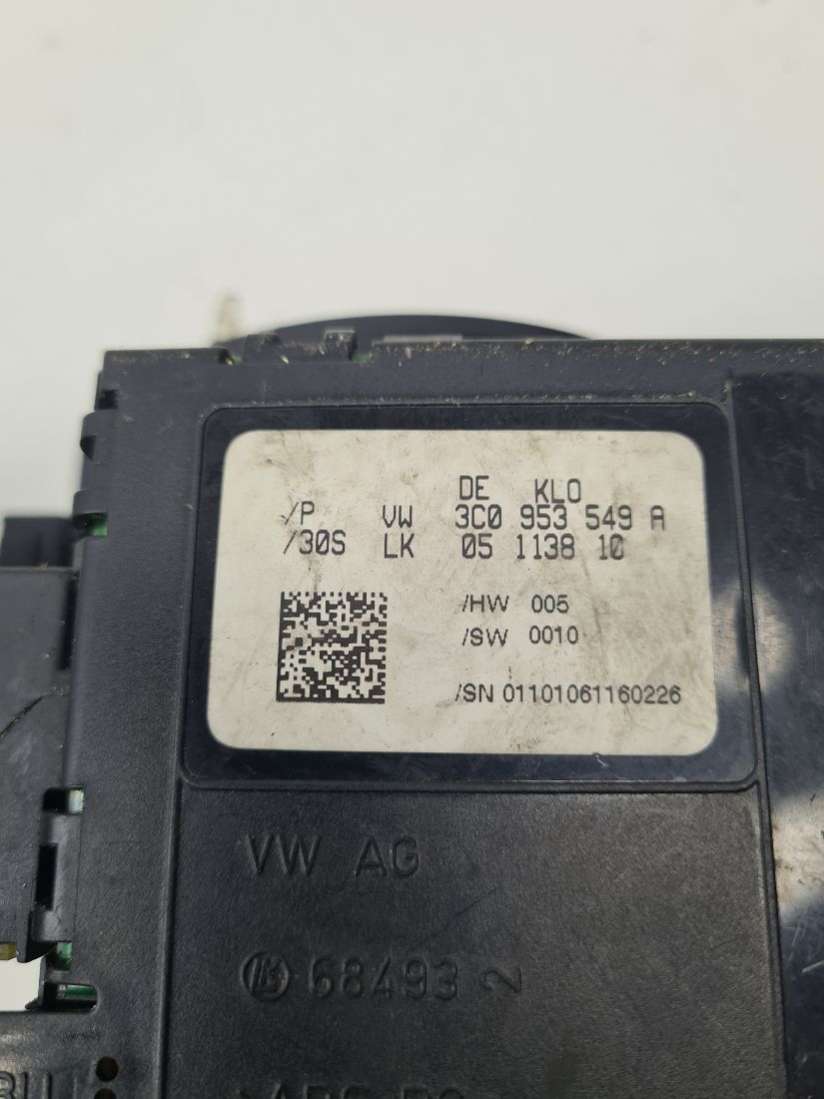 DE KLO
/P VW 3C0 953 549 A
/30S LK 05 1138 10
/HW 005
/SW 0010
/SN 01101061160226
VW AG
68493 2